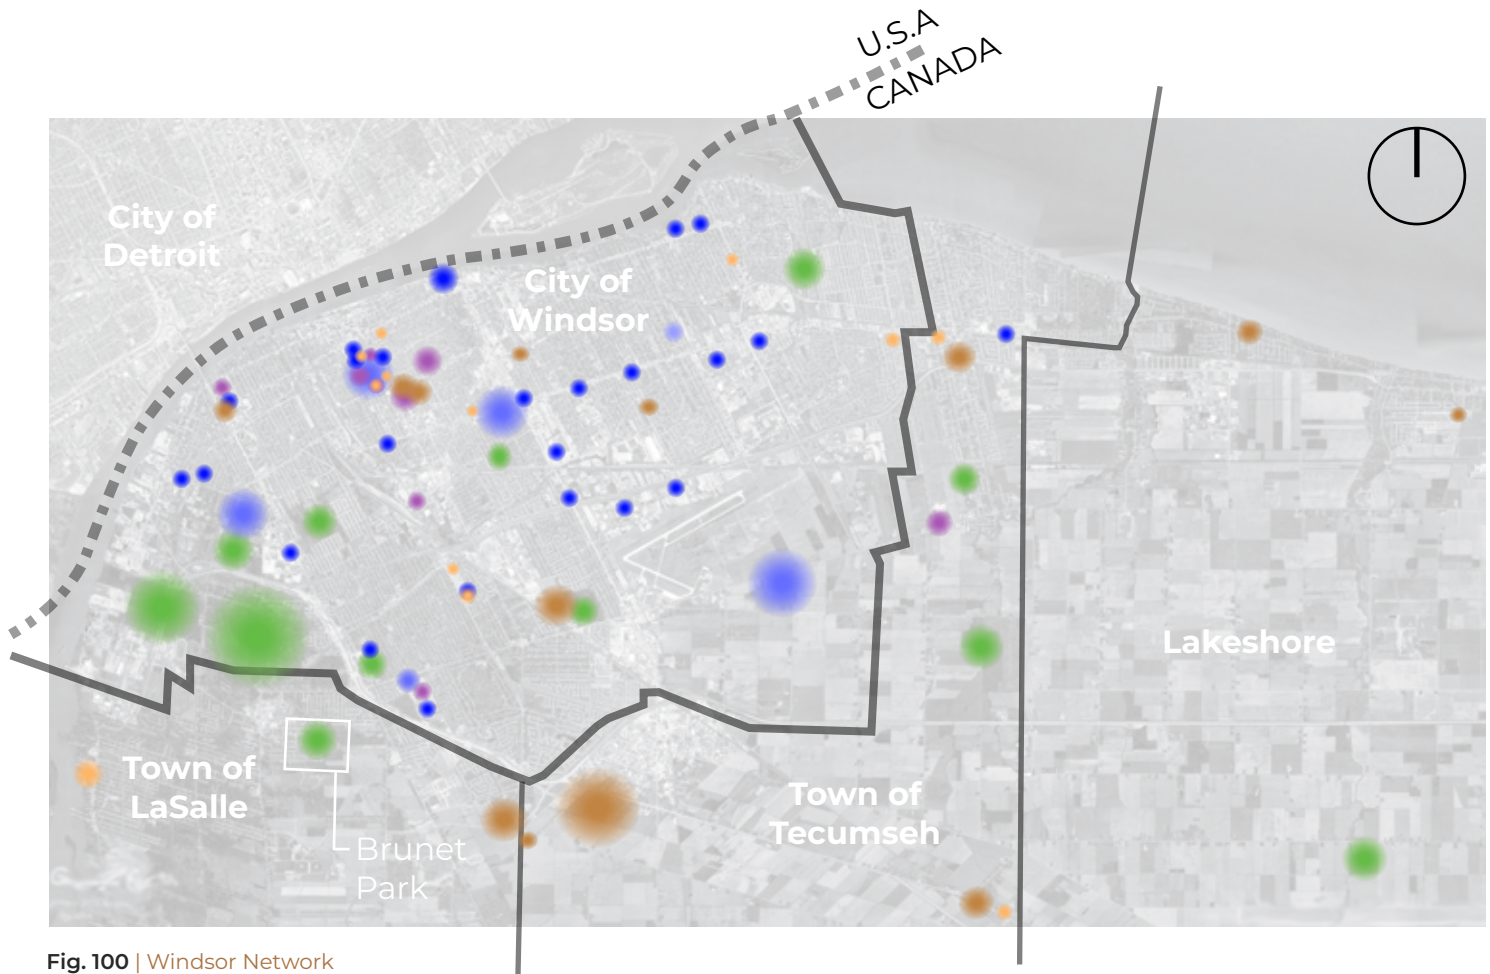 U.S.A
CANADA
City of
Detroit
City of
Windsor
Lakeshore
Town of
LaSalle
Town of
Tecumseh
Brunet
Park
Fig. 100 | Windsor Network